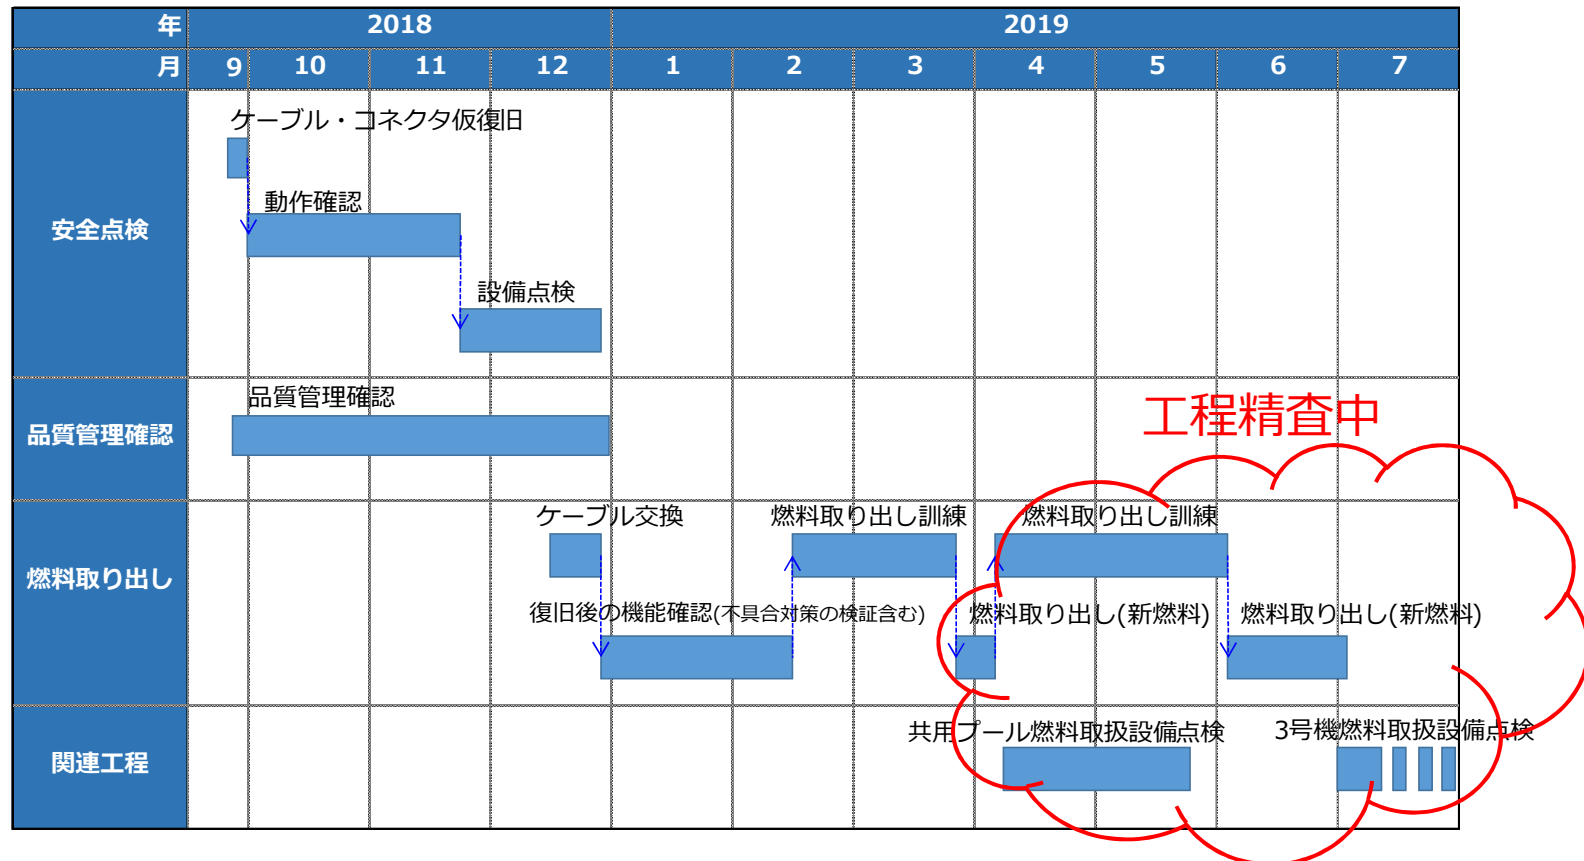 年 2018 2019
月 9 10 11 12 1 2 3 4 5 6 7
安全点検
ケーブル・コネクタ仮復旧
動作確認
設備点検
品質管理確認
品質管理確認
工程精査中
燃料取り出し
ケーブル交換 燃料取り出し訓練 燃料取り出し訓練
復旧後の機能確認(不具合対策の検証含む) 燃料取り出し(新燃料) 燃料取り出し(新燃料)
関連工程
共用プール燃料取扱設備点検 3号機燃料取扱設備点検